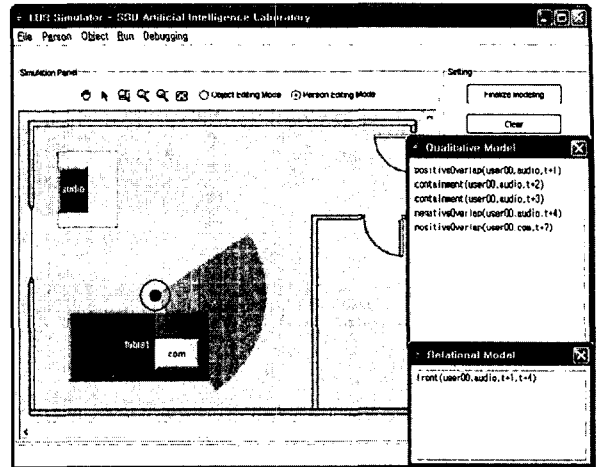 LUS Simulator - SSU Artificial Intelligence Laboratory
File Person Object Run Debugging
Simulation Panel
Setting
Object Editing Mode
Person Editing Mode
Finalize Modeling
Clear
Qualitative Model
positiveOverlap(user00,audio,t+1)
containment(user00,audio,t+2)
containment(user00,audio,t+3)
negativeOverlap(user00,audio,t+4)
positiveOverlap(user00,com,t+7)
audio
com
Relational Model
front(user00,audio,t+1,t+4)